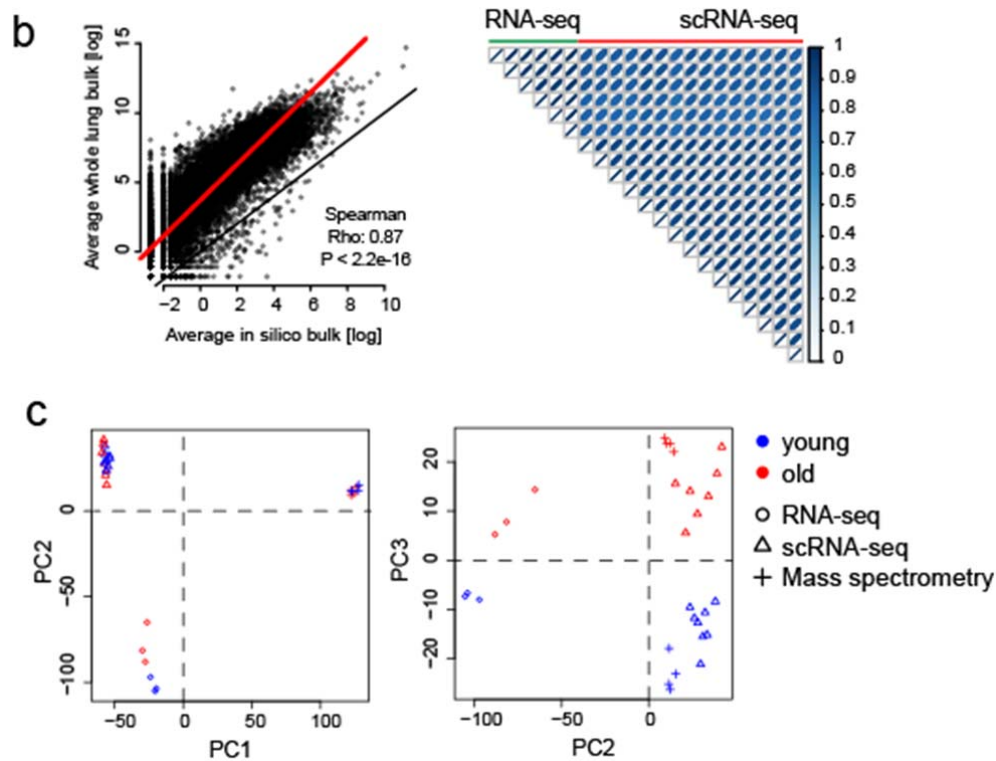 b
Average whole lung bulk [log]
15
10
5
0
Spearman
Rho: 0.87
P < 2.2e-16
−2 0 2 4 6 8 10
Average in silico bulk [log]
RNA-seq scRNA-seq
1
0.9
0.8
0.7
0.6
0.5
0.4
0.3
0.2
0.1
0
c
PC2
0
−50
−100
−50 0 50 100
PC1
PC3
20
10
0
−10
−20
−100 −50 0
PC2
young
old
RNA-seq
scRNA-seq
Mass spectrometry